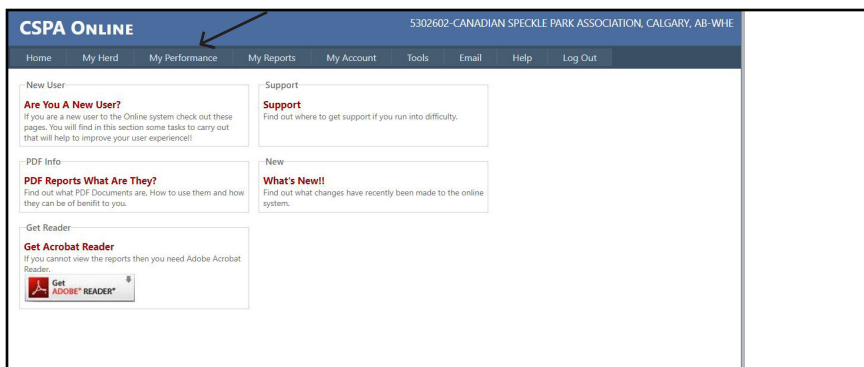 CSPA ONLINE
5302602-CANADIAN SPECKLE PARK ASSOCIATION, CALGARY, AB-WHE
Home My Herd My Performance My Reports My Account Tools Email Help Log Out
New User
Are You A New User?
If you are a new user to the Online system check out these
pages. You will find in this section some tasks to carry out
that will help to improve your user experience!!
Support
Support
Find out where to get support if you run into difficulty.
PDF Info
PDF Reports What Are They?
Find out what PDF Documents are, How to use them and how
they can be of benifit to you.
New
What's New!!
Find out what changes have recently been made to the online
system.
Get Reader
Get Acrobat Reader
If you cannot view the reports then you need Adobe Acrobat
Reader.
Get
ADOBE® READER®